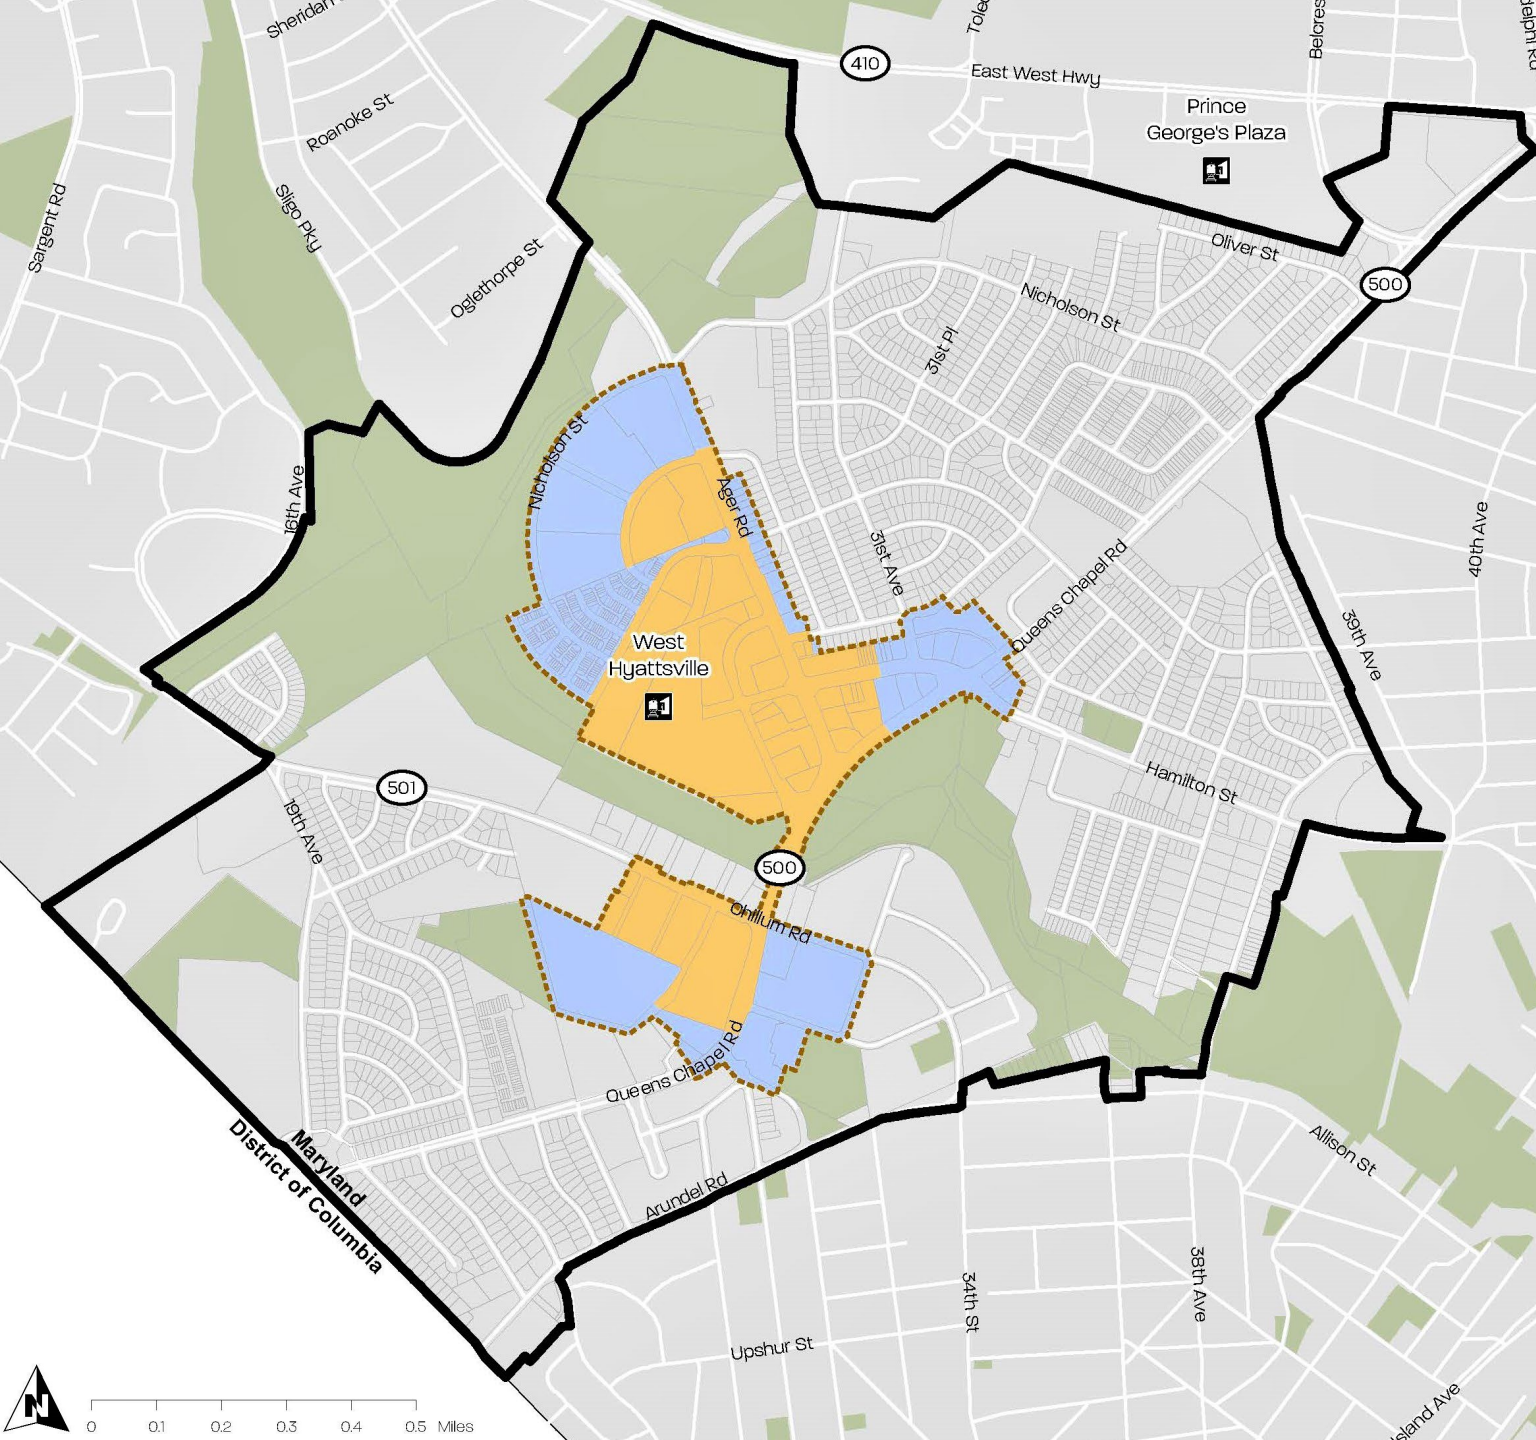 Sheridan
Toled
Belcres
delphi Rd
410
East West Hwy
Prince
George's Plaza
Roanoke St
Sargent Rd
Sligo Pky
Oglethorpe St
Oliver St
500
Nicholson St
31st Pl
Nicholson St
16th Ave
Ager Rd
40th Ave
31st Ave
Queens Chapel Rd
39th Ave
West
Hyattsville
Hamilton St
501
19th Ave
500
Chillum Rd
Queens Chapel Rd
Maryland
District of Columbia
Allison St
Arundel Rd
34th St
38th Ave
Upshur St
Island Ave
N
0 0.1 0.2 0.3 0.4 0.5 Miles